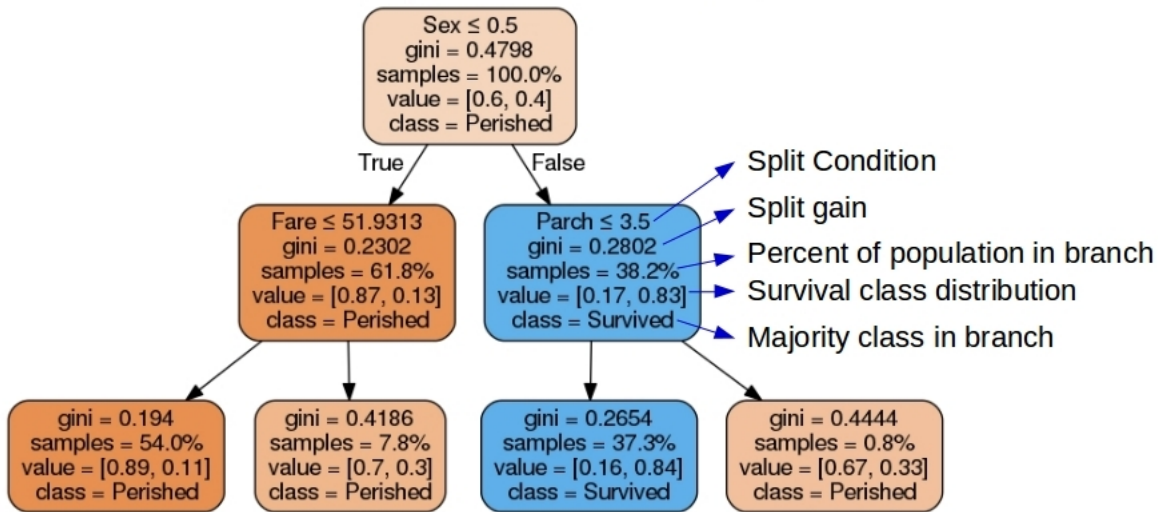 Sex ≤ 0.5
gini = 0.4798
samples = 100.0%
value = [0.6, 0.4]
class = Perished
True
False
Fare ≤ 51.9313
gini = 0.2302
samples = 61.8%
value = [0.87, 0.13]
class = Perished
Parch ≤ 3.5
gini = 0.2802
samples = 38.2%
value = [0.17, 0.83]
class = Survived
Split Condition
Split gain
Percent of population in branch
Survival class distribution
Majority class in branch
gini = 0.194
samples = 54.0%
value = [0.89, 0.11]
class = Perished
gini = 0.4186
samples = 7.8%
value = [0.7, 0.3]
class = Perished
gini = 0.2654
samples = 37.3%
value = [0.16, 0.84]
class = Survived
gini = 0.4444
samples = 0.8%
value = [0.67, 0.33]
class = Perished